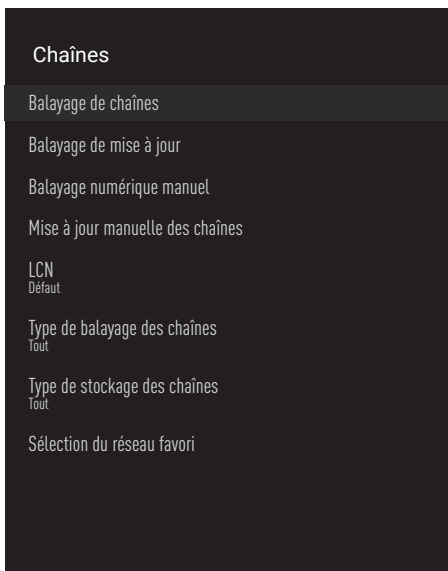 Chaînes
Balayage de chaînes
Balayage de mise à jour
Balayage numérique manuel
Mise à jour manuelle des chaînes
LCN
Défaut
Type de balayage des chaînes
Tout
Type de stockage des chaînes
Tout
Sélection du réseau favori